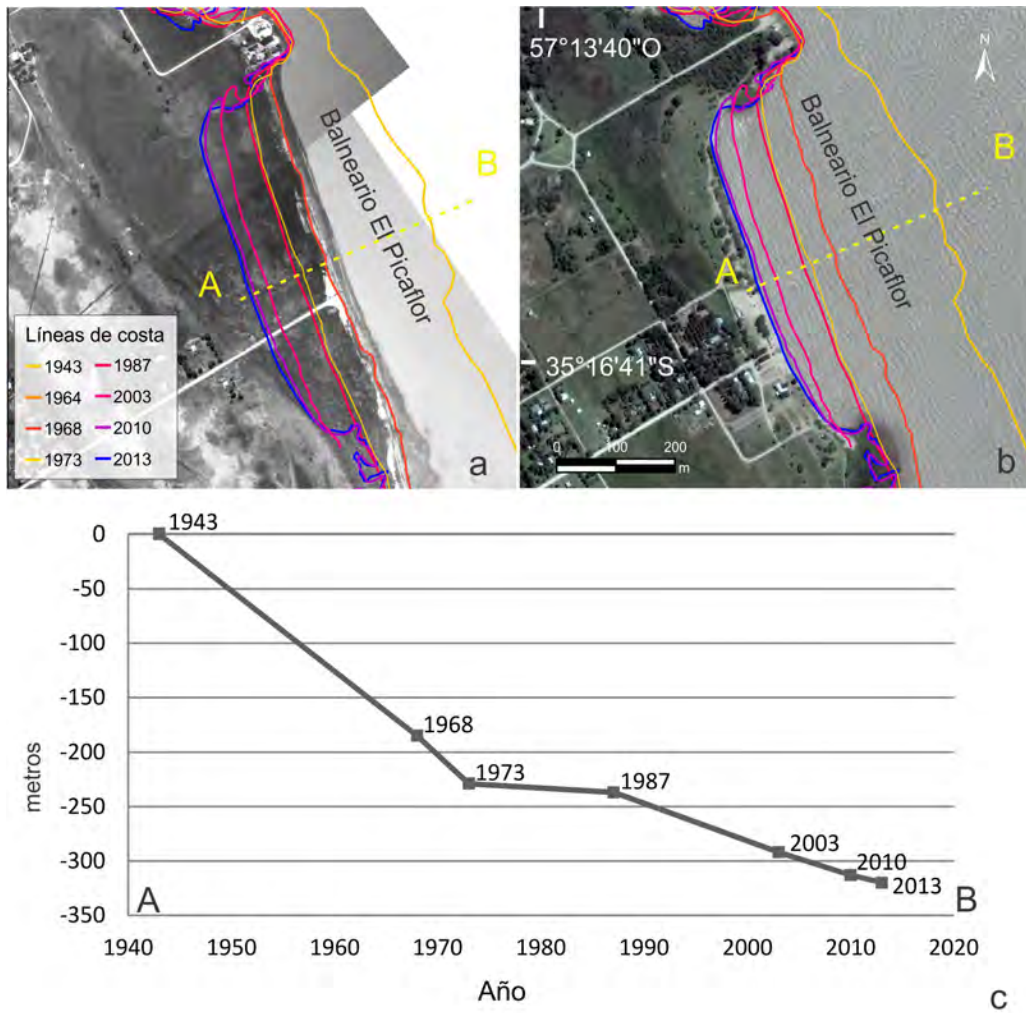 Balneario El Picaflor
A
B
Líneas de costa
1943
1987
1964
2003
1968
2010
1973
2013
a
57°13'40"O
N
Balneario El Picaflor
A
B
35°16'41"S
0 100 200
m
b
0
-50
-100
-150
-200
-250
-300
-350
metros
1943
1968
1973
1987
2003
2010
2013
A
B
1940 1950 1960 1970 1980 1990 2000 2010 2020
Año
c